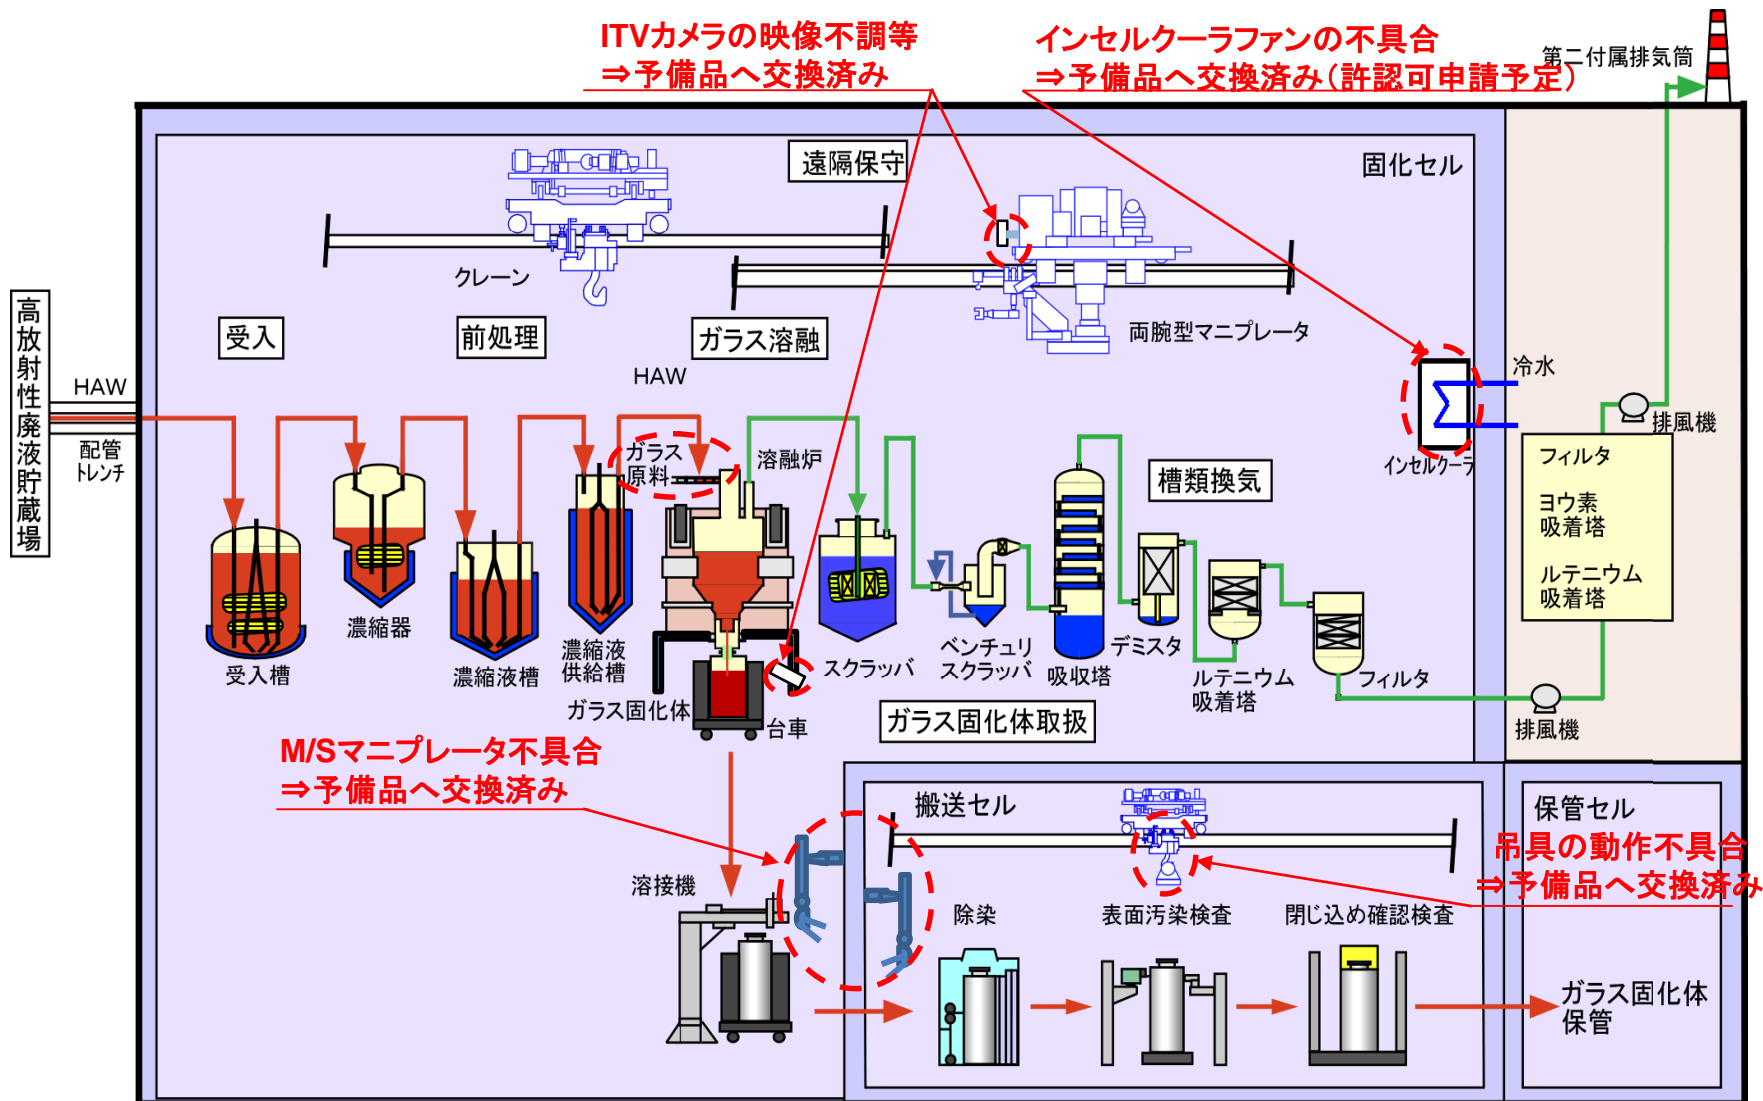 ITVカメラの映像不調等
⇒予備品へ交換済み
インセルクーラファンの不具合
⇒予備品へ交換済み（許認可申請予定）
第二付属排気筒
遠隔保守
固化セル
クレーン
両腕型マニプレータ
高放射性廃液貯蔵場
受入
前処理
ガラス溶融
HAW
HAW
配管
トレンチ
冷水
インセルクーラ
排風機
ガラス
原料
溶融炉
槽類換気
フィルタ
ヨウ素
吸着塔
ルテニウム
吸着塔
受入槽
濃縮器
濃縮液槽
濃縮液
供給槽
スクラッバ
ベンチュリ
スクラッバ
吸収塔
デミスタ
ルテニウム
吸着塔
フィルタ
排風機
ガラス固化体
台車
ガラス固化体取扱
M/Sマニプレータ不具合
⇒予備品へ交換済み
搬送セル
保管セル
吊具の動作不具合
⇒予備品へ交換済み
溶接機
除染
表面汚染検査
閉じ込め確認検査
ガラス固化体
保管